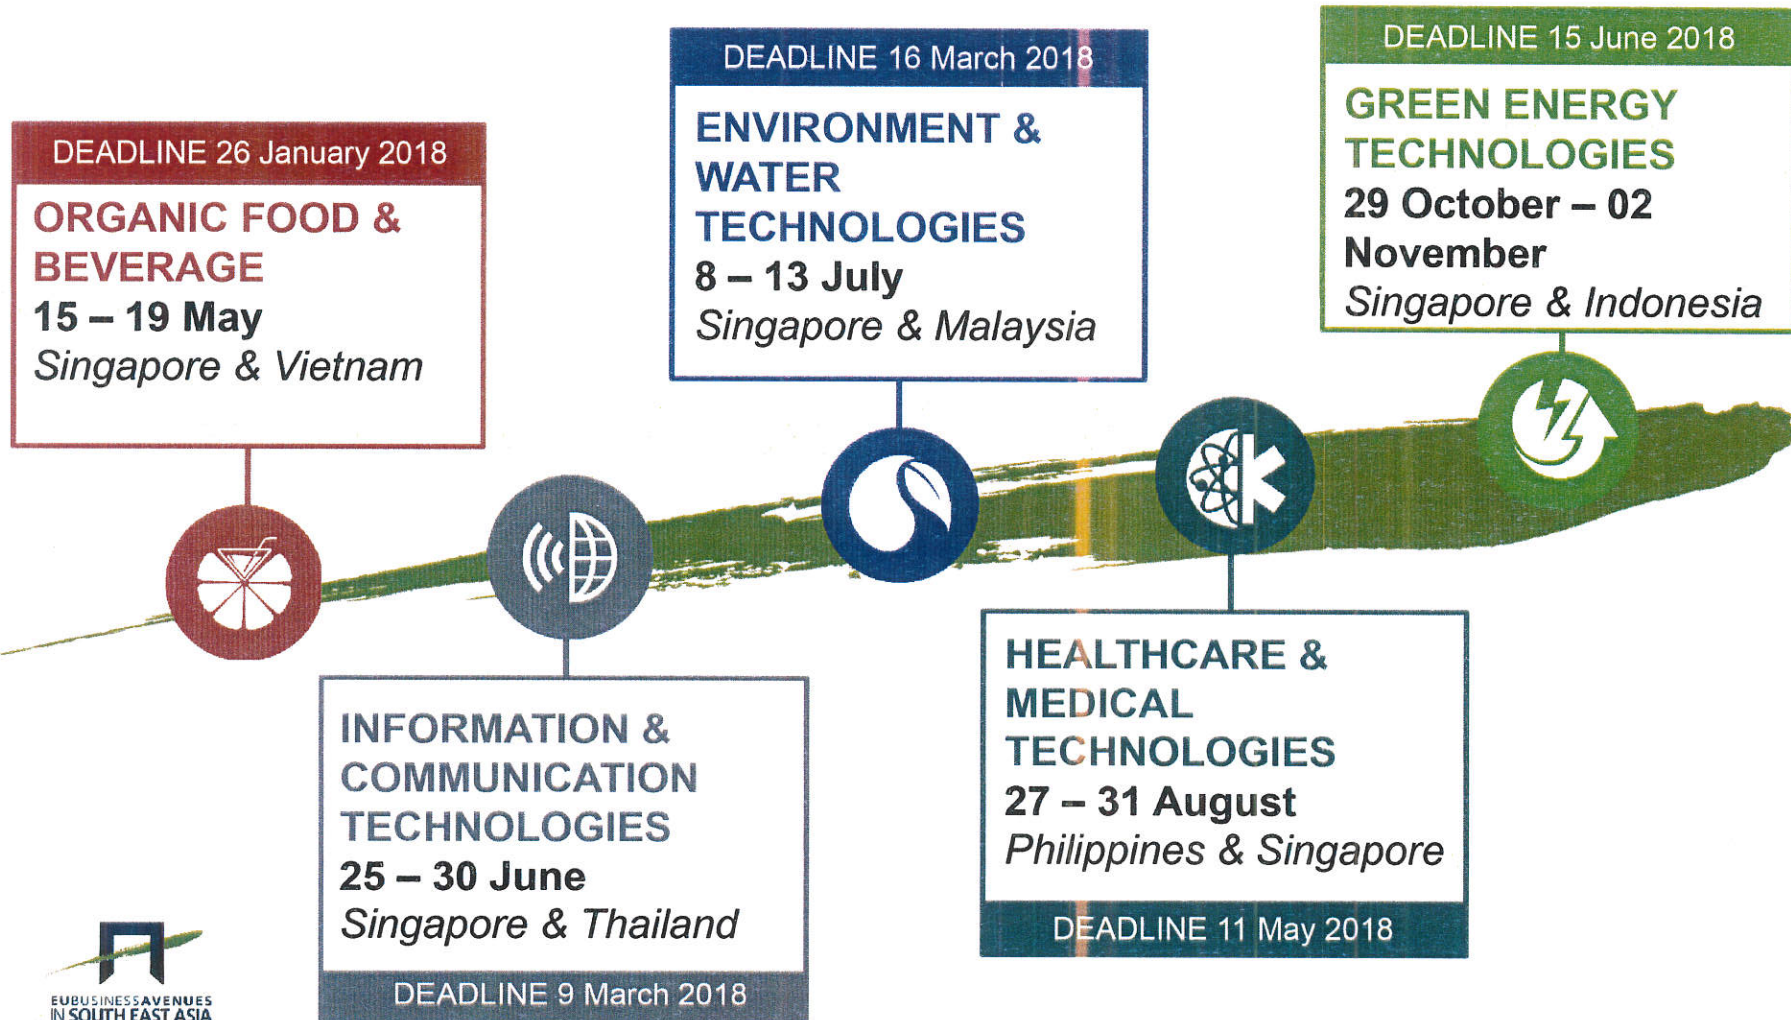 DEADLINE 26 January 2018
ORGANIC FOOD &
BEVERAGE
15 – 19 May
Singapore & Vietnam
INFORMATION &
COMMUNICATION
TECHNOLOGIES
25 – 30 June
Singapore & Thailand
DEADLINE 9 March 2018
DEADLINE 16 March 2018
ENVIRONMENT &
WATER
TECHNOLOGIES
8 – 13 July
Singapore & Malaysia
HEALTHCARE &
MEDICAL
TECHNOLOGIES
27 – 31 August
Philippines & Singapore
DEADLINE 11 May 2018
DEADLINE 15 June 2018
GREEN ENERGY
TECHNOLOGIES
29 October – 02
November
Singapore & Indonesia
EUBUSINESSAVENUES
IN SOUTH EAST ASIA